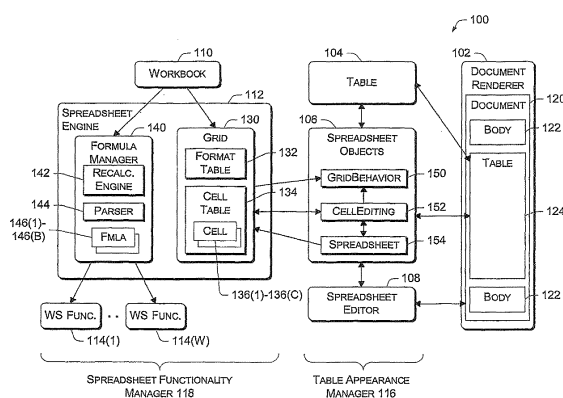 100
110
WORKBOOK
104
TABLE
102
DOCUMENT
RENDERER
112
SPREADSHEET
ENGINE
140
FORMULA
MANAGER
142
RECALC.
ENGINE
144
PARSER
146(1)-
146(B)
FMLA
130
GRID
FORMAT
TABLE
132
CELL
TABLE
134
CELL
136(1)-136(C)
106
SPREADSHEET
OBJECTS
GRIDBEHAVIOR
150
CELLEDITING
152
SPREADSHEET
154
108
SPREADSHEET
EDITOR
DOCUMENT
120
BODY
122
TABLE
124
BODY
122
WS FUNC.
· ·
WS FUNC.
114(1)
114(W)
SPREADSHEET FUNCTIONALITY
MANAGER 118
TABLE APPEARANCE
MANAGER 116